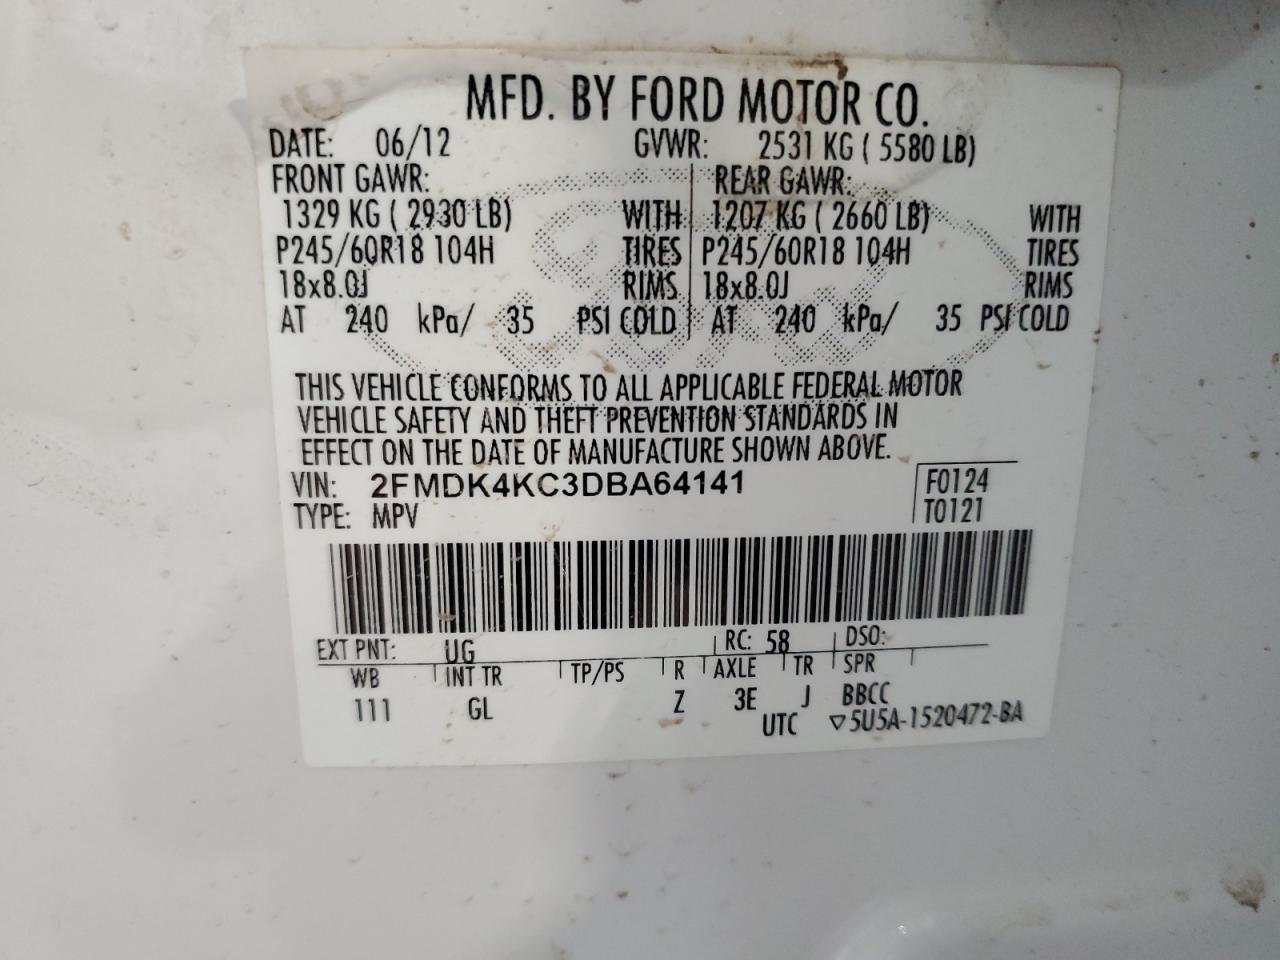 MFD. BY FORD MOTOR CO.
DATE: 06/12 GVWR: 2531 KG ( 5580 LB)
FRONT GAWR: REAR GAWR:
1329 KG ( 2930 LB) WITH 1207 KG ( 2660 LB) WITH
P245/60R18 104H TIRES P245/60R18 104H TIRES
18x8.0J RIMS 18x8.0J RIMS
AT 240 kPa/ 35 PSI COLD AT 240 kPa/ 35 PSI COLD
THIS VEHICLE CONFORMS TO ALL APPLICABLE FEDERAL MOTOR
VEHICLE SAFETY AND THEFT PREVENTION STANDARDS IN
EFFECT ON THE DATE OF MANUFACTURE SHOWN ABOVE.
VIN: 2FMDK4KC3DBA64141 F0124
TYPE: MPV T0121
EXT PNT: UG RC: 58 DSO:
WB INT TR TP/PS R AXLE TR SPR
111 GL Z 3E J BBCC
UTC ▽5U5A-1520472-BA